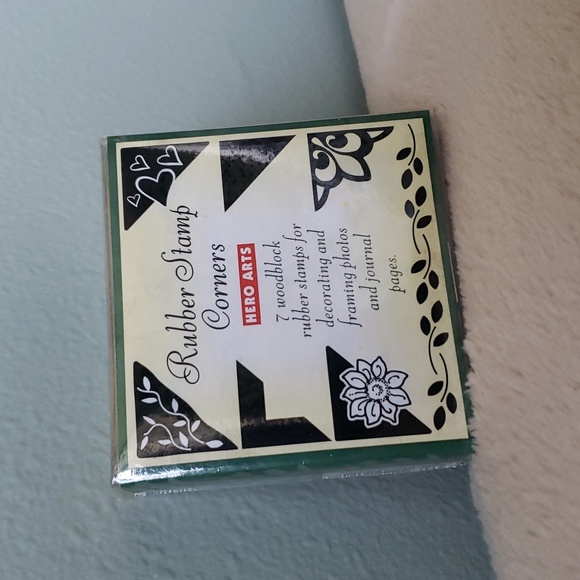 Rubber Stamp
Corners
HERO ARTS
7 woodblock
rubber stamps for
decorating and
framing photos
and journal
pages.